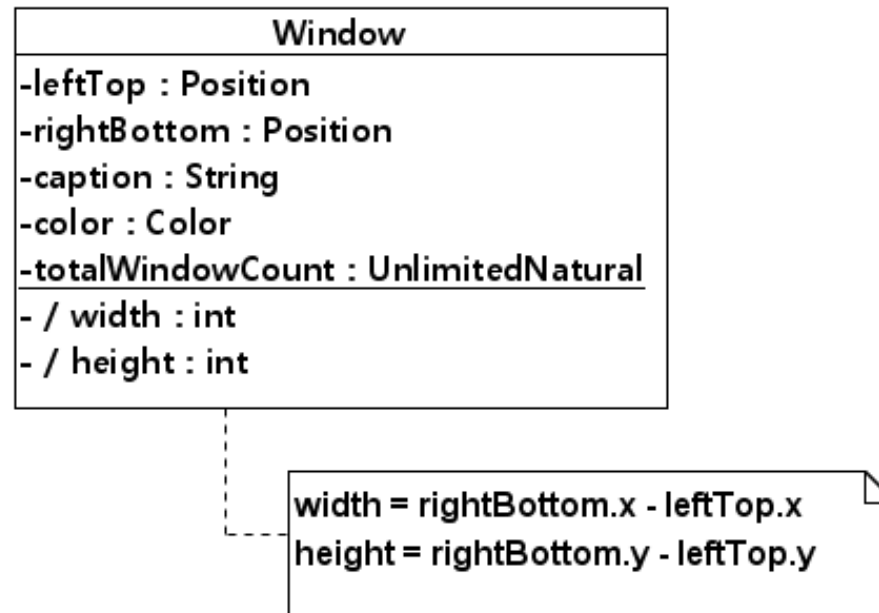 Window
-leftTop : Position
-rightBottom : Position
-caption : String
-color : Color
-totalWindowCount : UnlimitedNatural
- / width : int
- / height : int
width = rightBottom.x - leftTop.x
height = rightBottom.y - leftTop.y